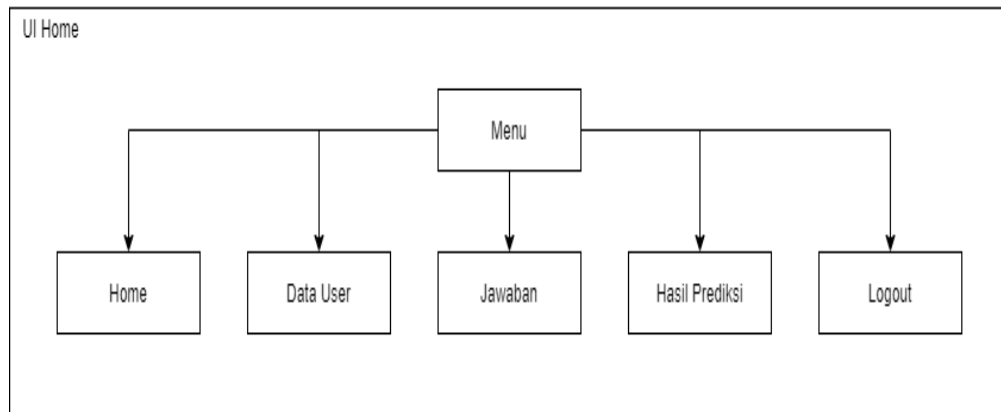 UI Home
Menu
Home
Data User
Jawaban
Hasil Prediksi
Logout